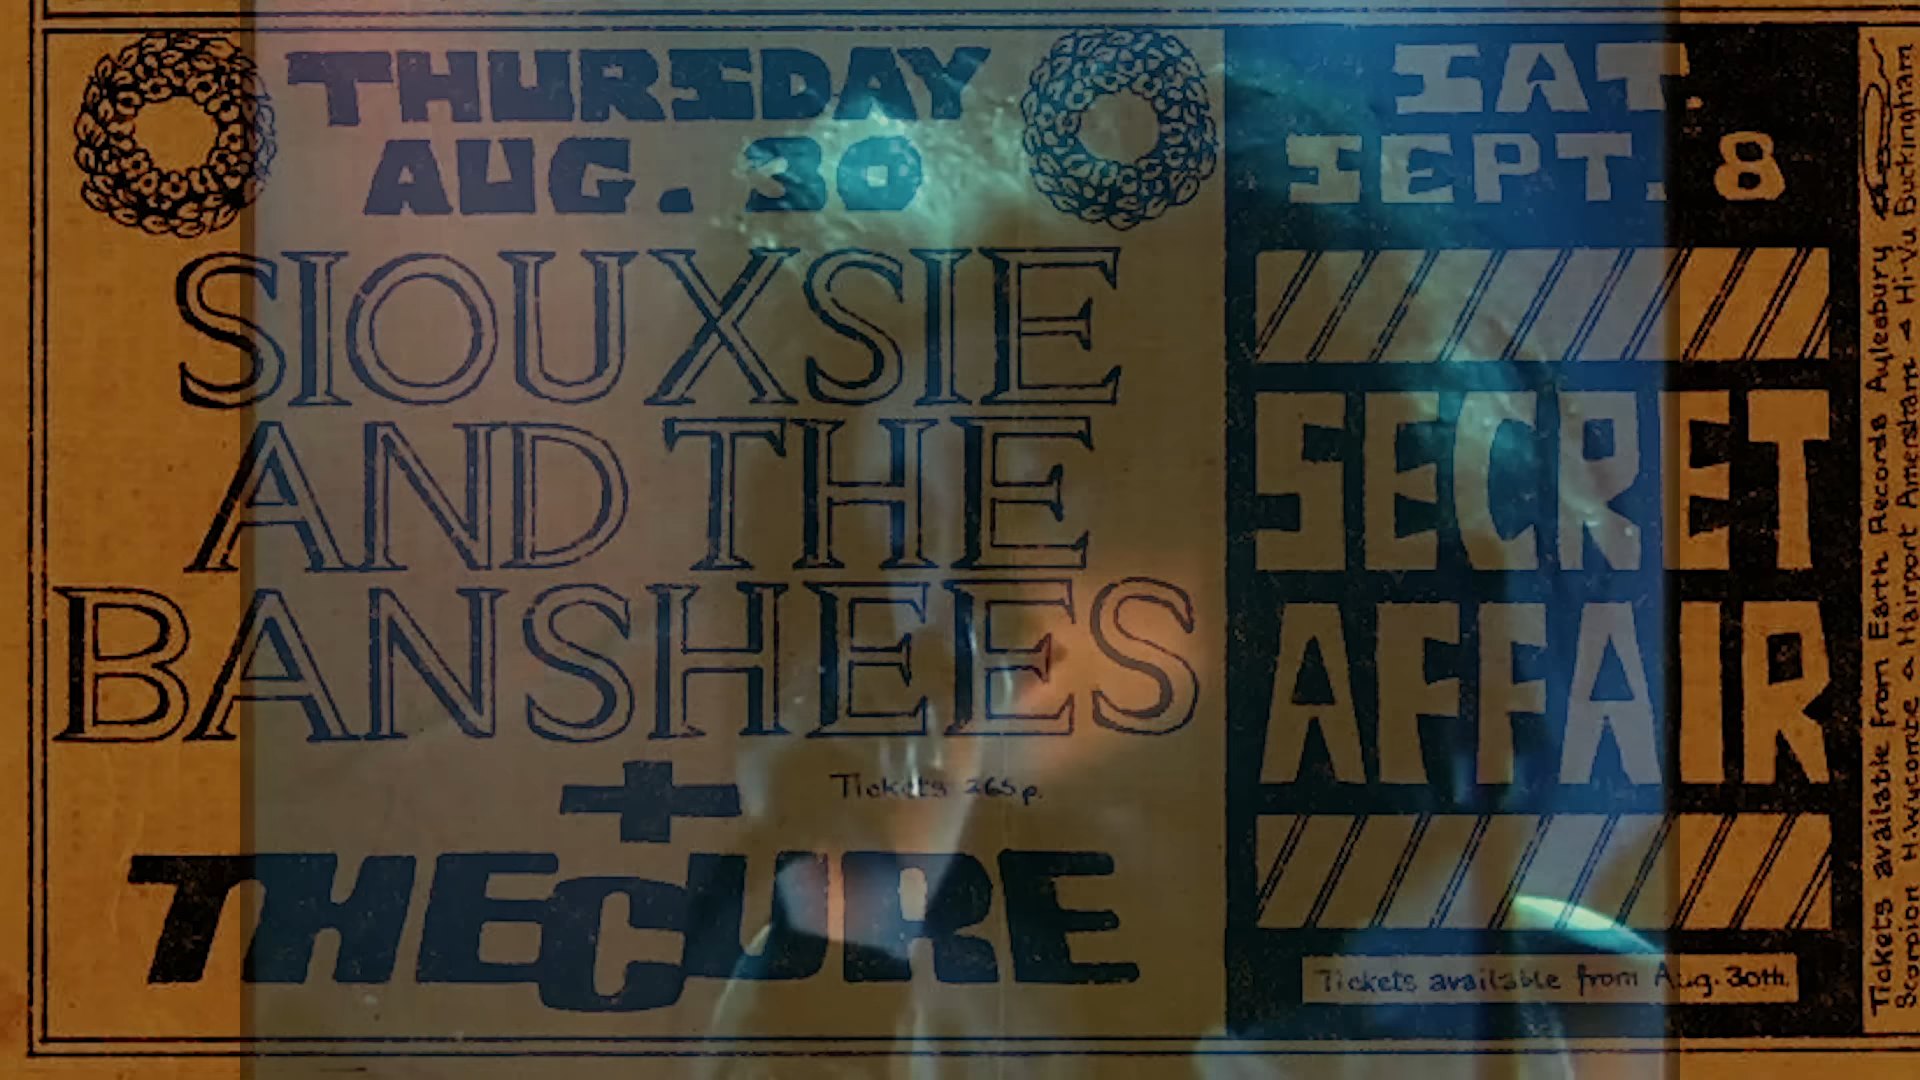 THURSDAY
AUG. 30
SIOUXSIE
AND THE
BANSHEES
+
Tickets 265p.
THE CURE
SAT.
SEPT. 8
SECRET
AFFAIR
Tickets available from Aug. 30th.
Tickets available from Earth Records Aylesbury
Scorpion H·Wycombe Hairport Amersham Hi-Vu Buckingham